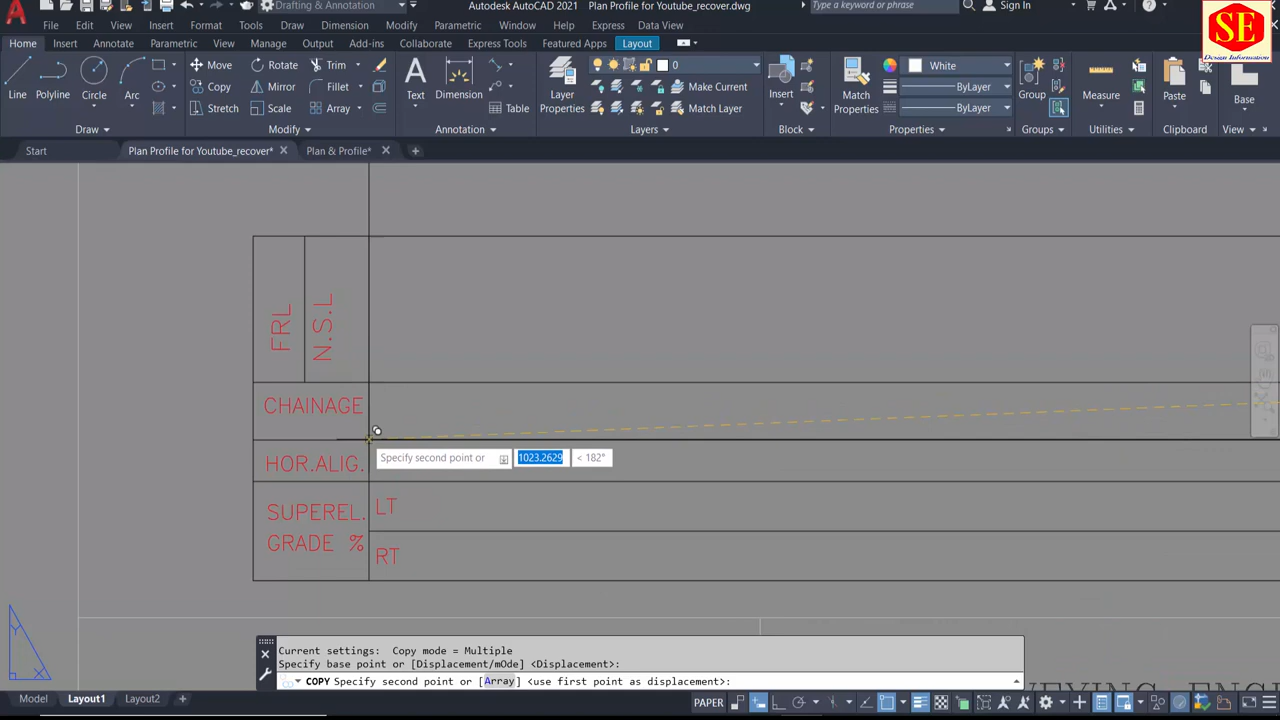 Drafting & Annotation
Share
Autodesk AutoCAD 2021
Plan Profile for Youtube_recover.dwg
Type a keyword or phrase
Sign In
File Edit View Insert Format Tools Draw Dimension Modify Parametric Window Help Express Data View
Home Insert Annotate Parametric View Manage Output Add-ins Collaborate Express Tools Featured Apps Layout
SE
Design Information
Line Polyline Circle Arc
Move Rotate Trim
Copy Mirror Fillet
Stretch Scale Array
Text Dimension Table
Layer Properties
0
Make Current
Match Layer
Insert
Match Properties
White
ByLayer
ByLayer
Group Measure Paste Base
Draw Modify Annotation Layers Block Properties Groups Utilities Clipboard View
Start Plan Profile for Youtube_recover* Plan & Profile*
FRL
N.S.L
CHAINAGE
HOR.ALIG.
SUPEREL.
GRADE %
LT
RT
Specify second point or 1023.2629 < 182°
Y
X
Current settings: Copy mode = Multiple
Specify base point or [Displacement/mOde] <Displacement>:
COPY Specify second point or [Array] <use first point as displacement>:
Model Layout1 Layout2
PAPER